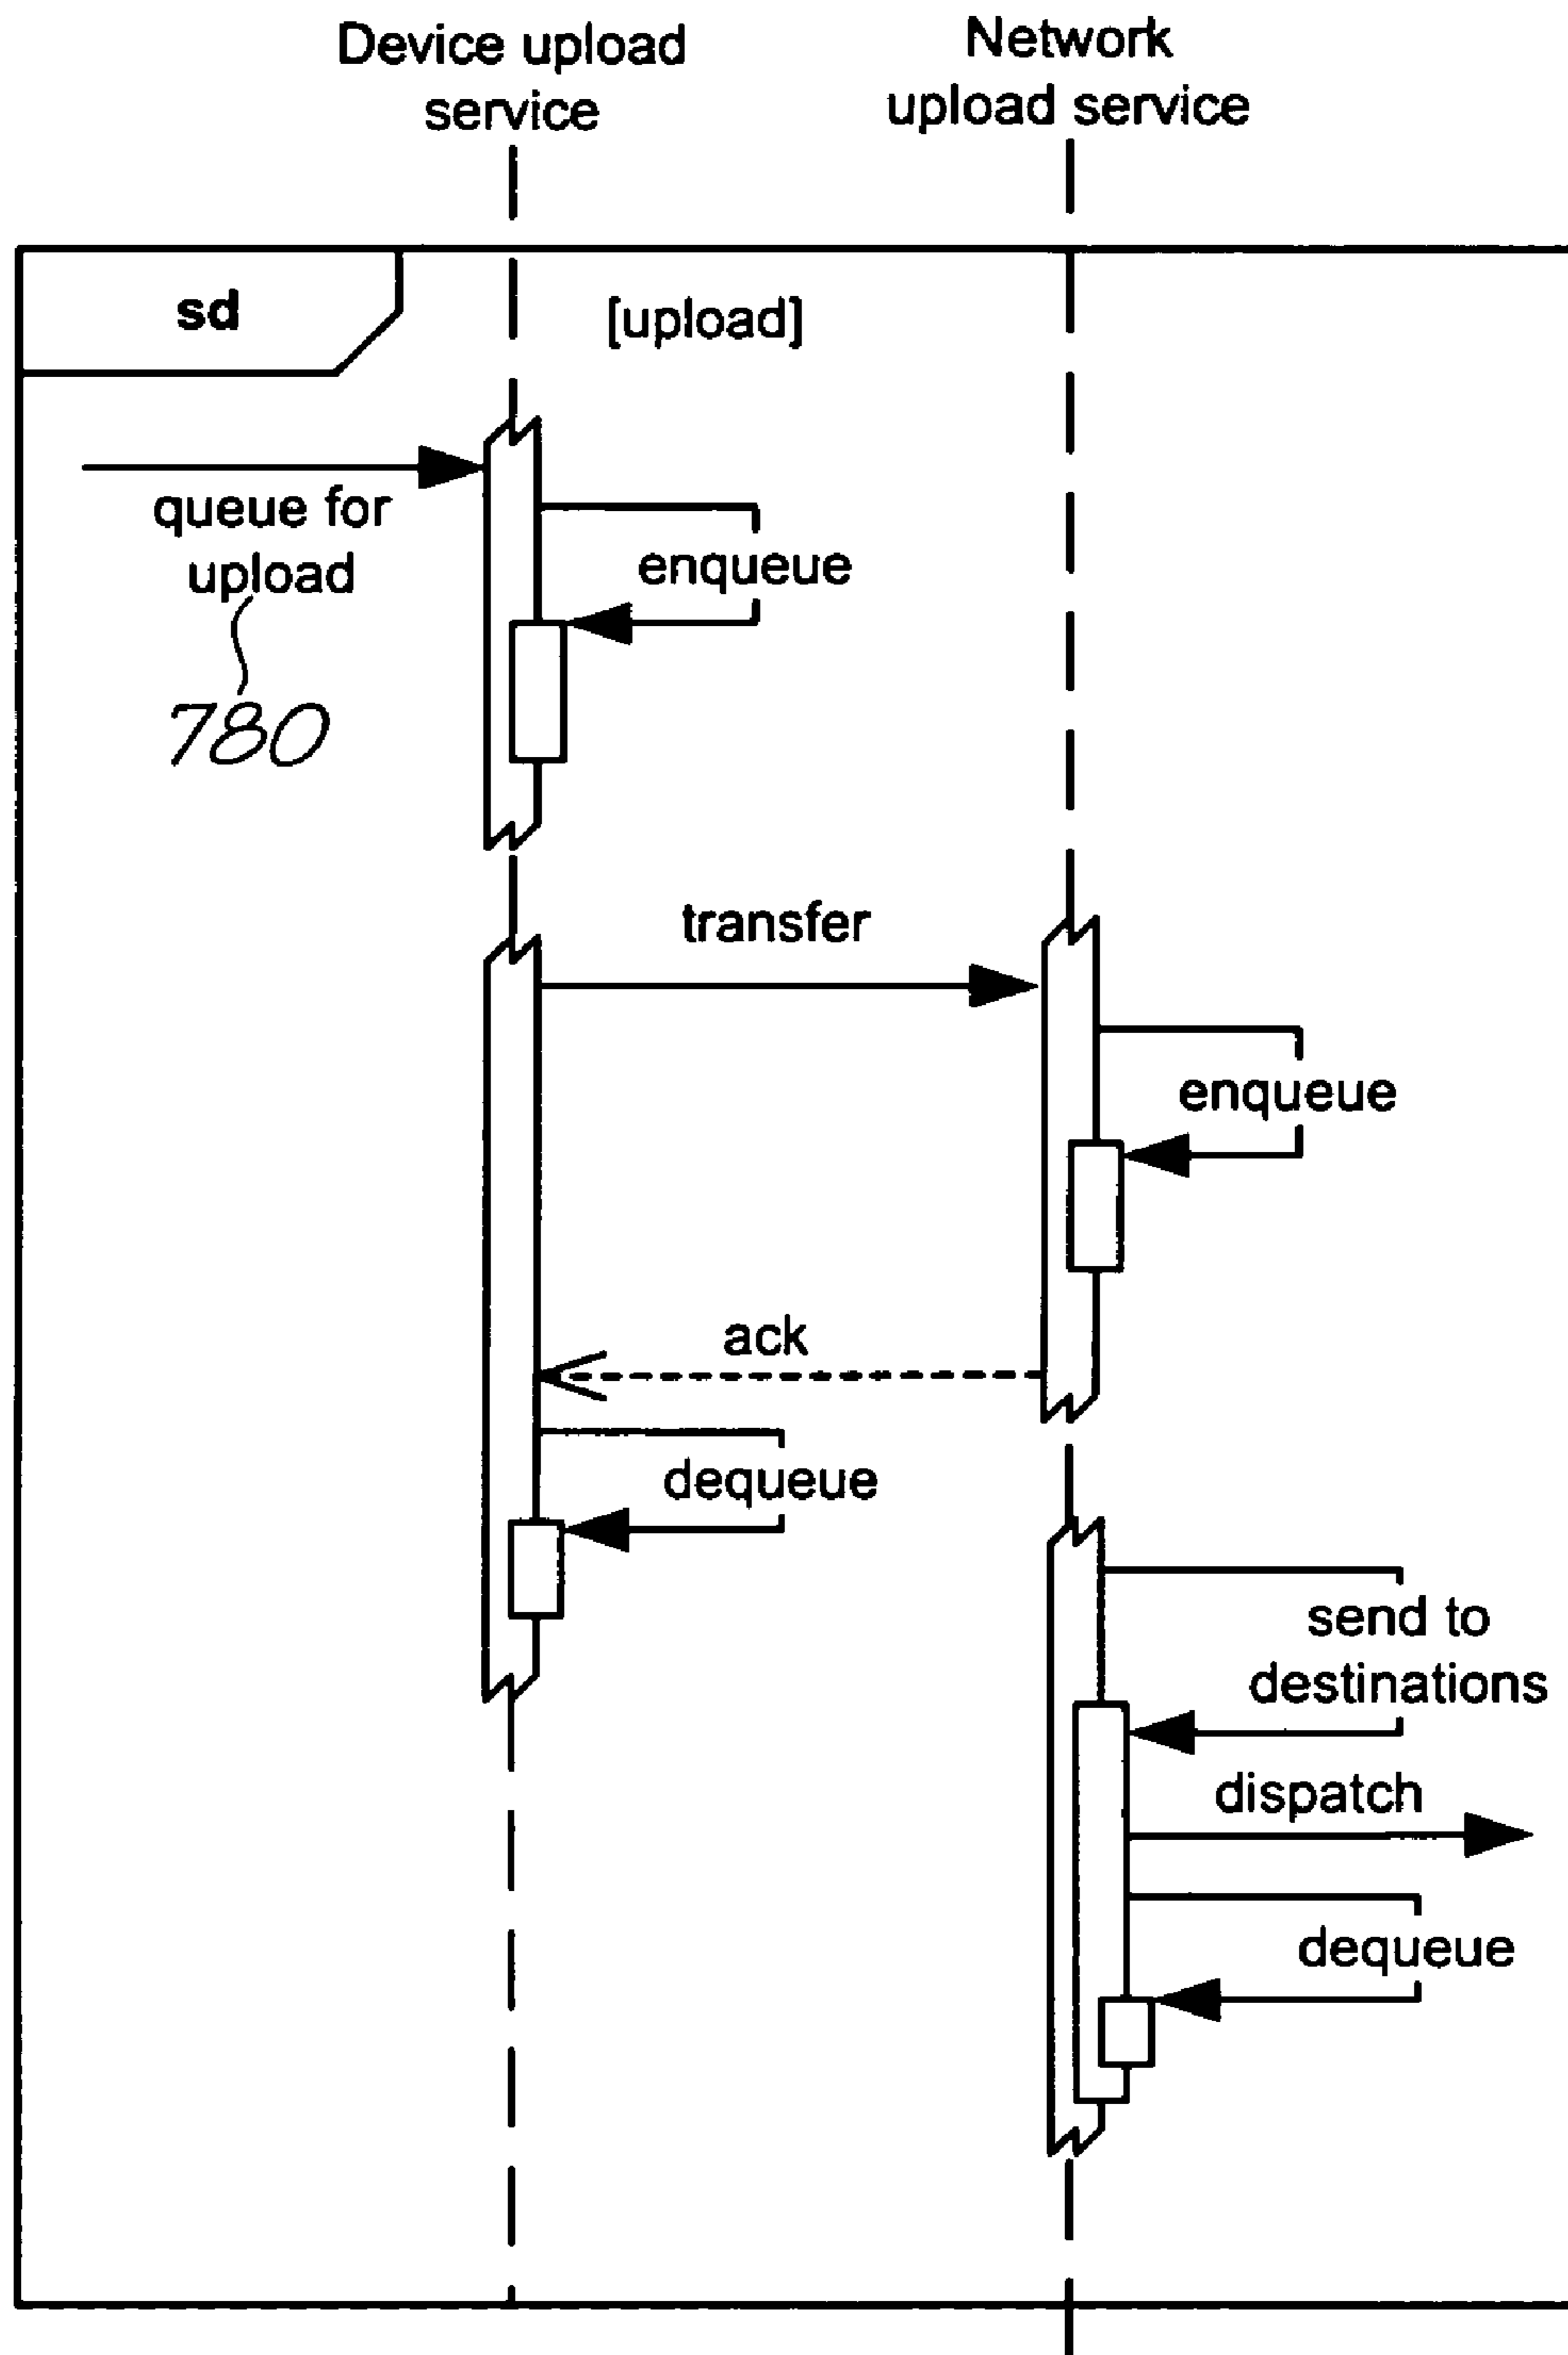 Device upload
service
Network
upload service
sd
[upload]
queue for
upload
780
enqueue
transfer
enqueue
ack
dequeue
send to
destinations
dispatch
dequeue